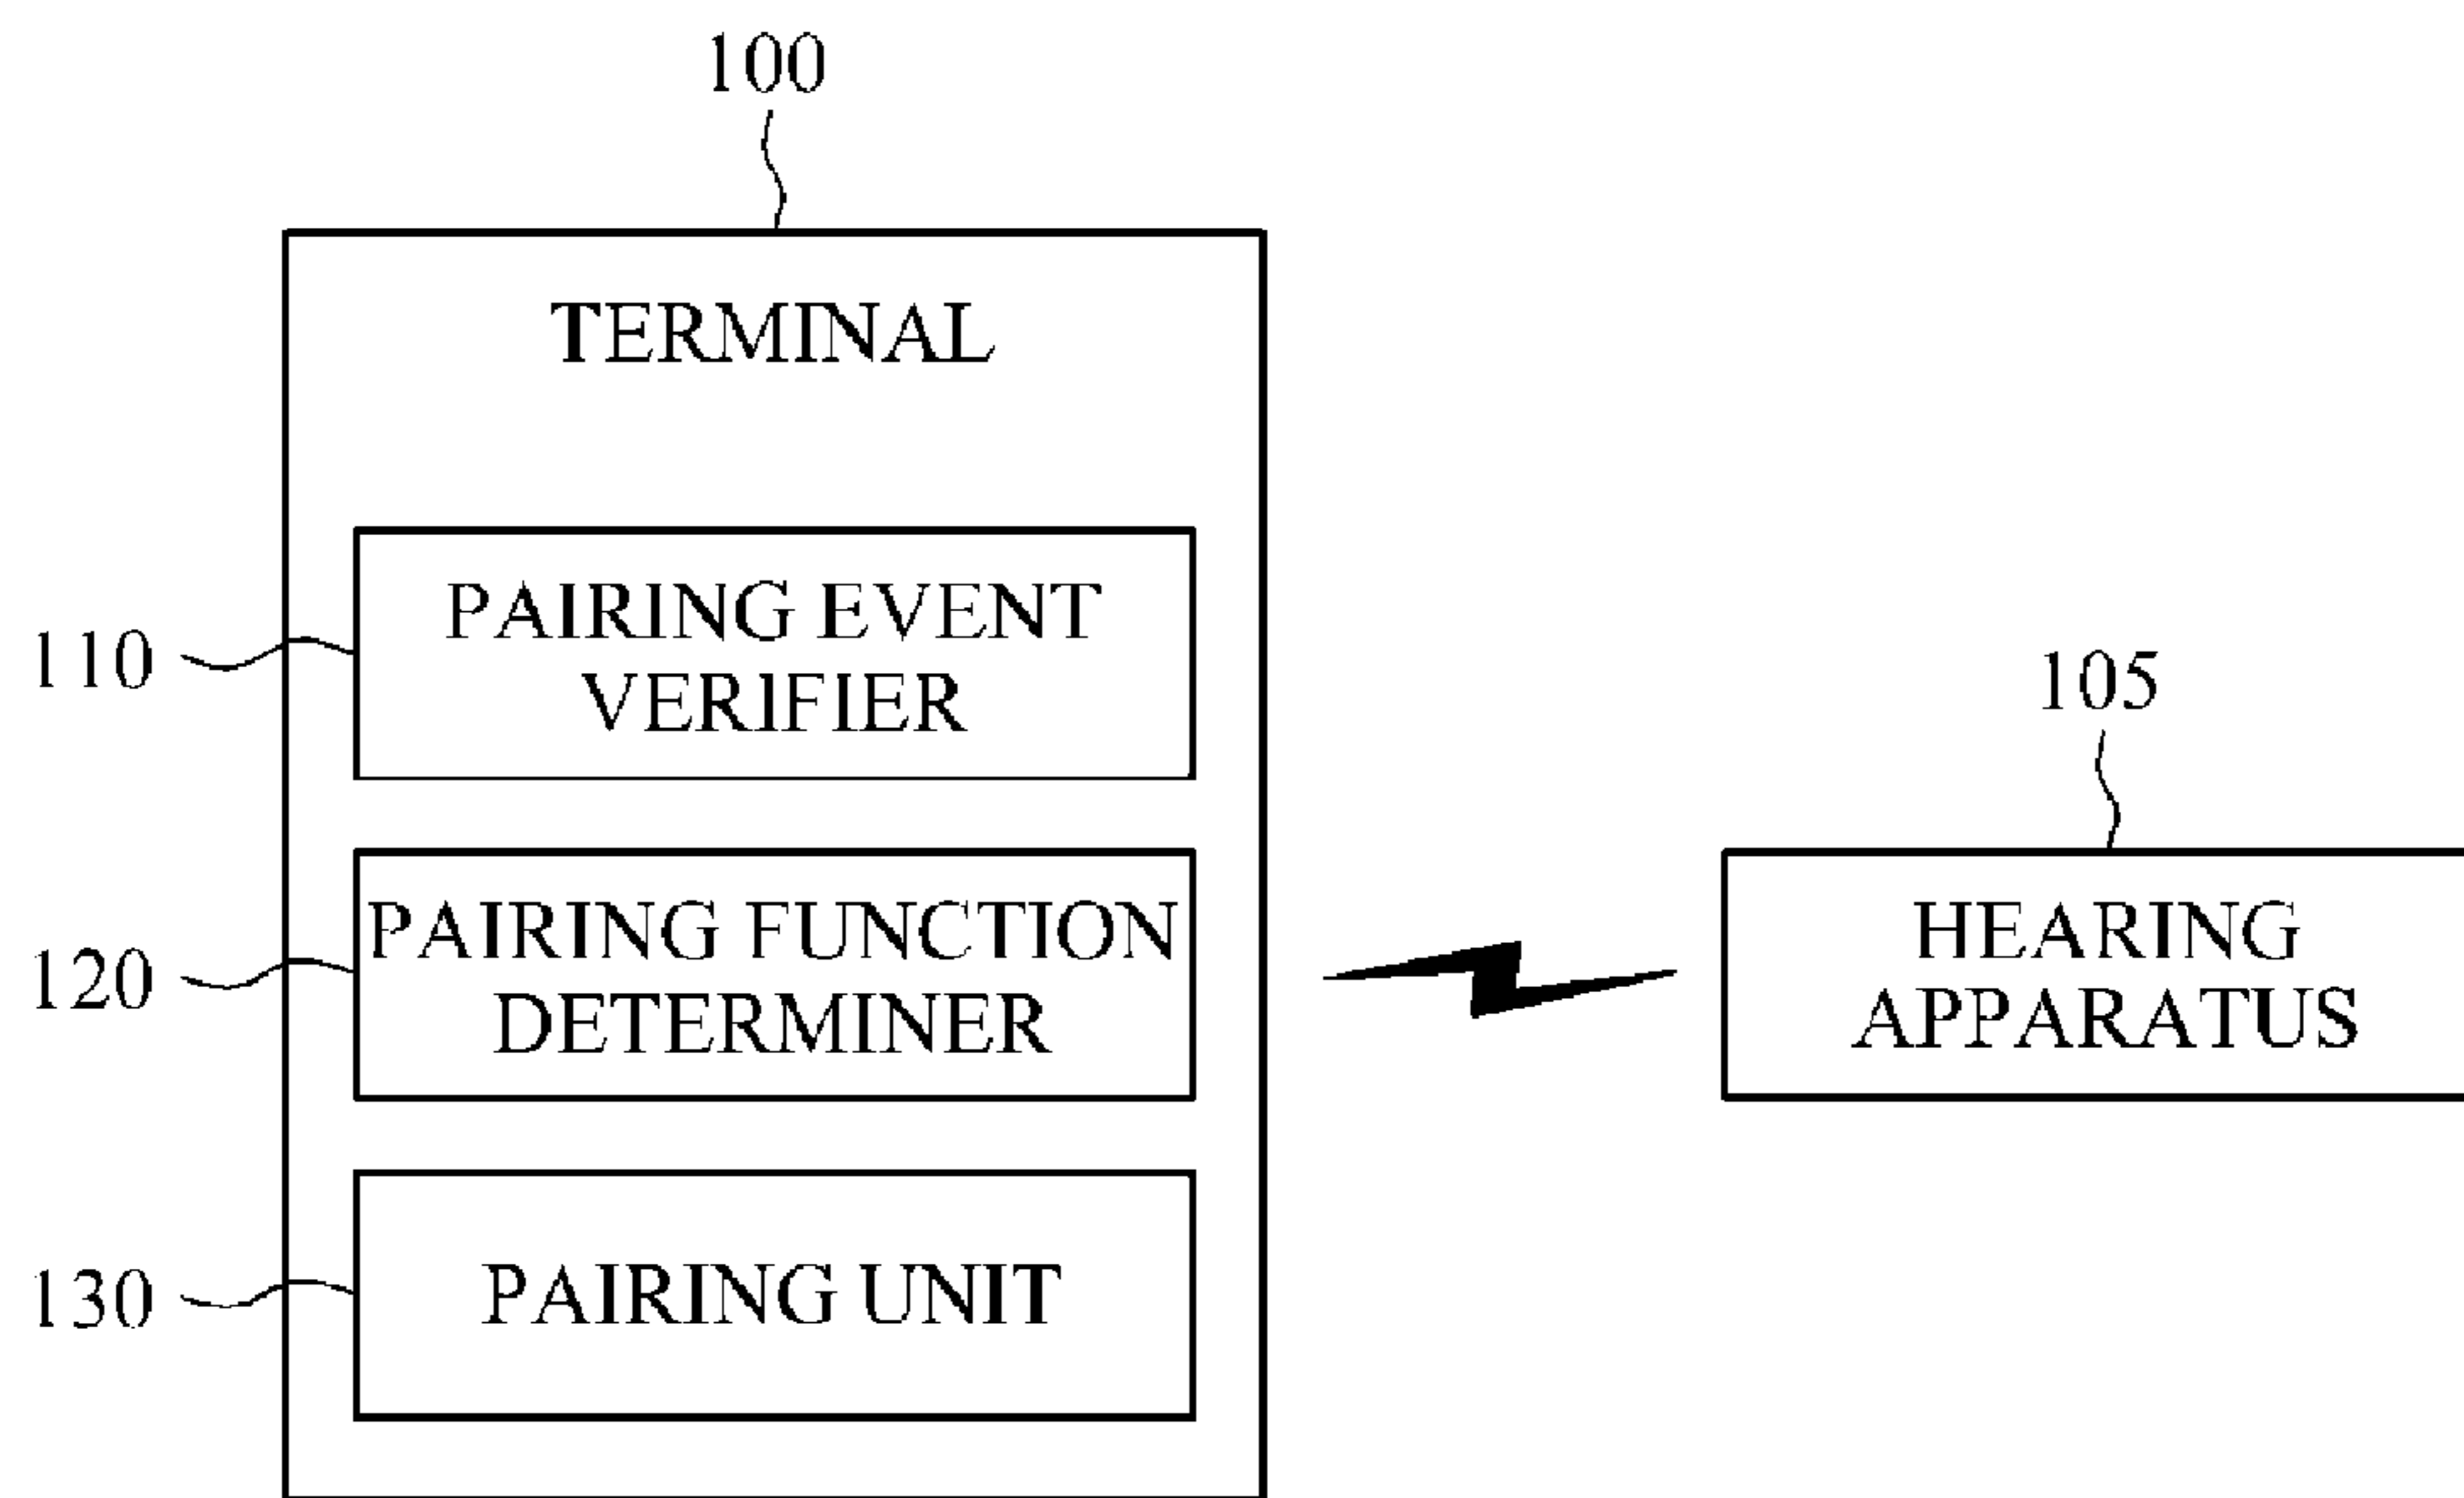 100
TERMINAL
110
PAIRING EVENT
VERIFIER
120
PAIRING FUNCTION
DETERMINER
130
PAIRING UNIT
105
HEARING
APPARATUS